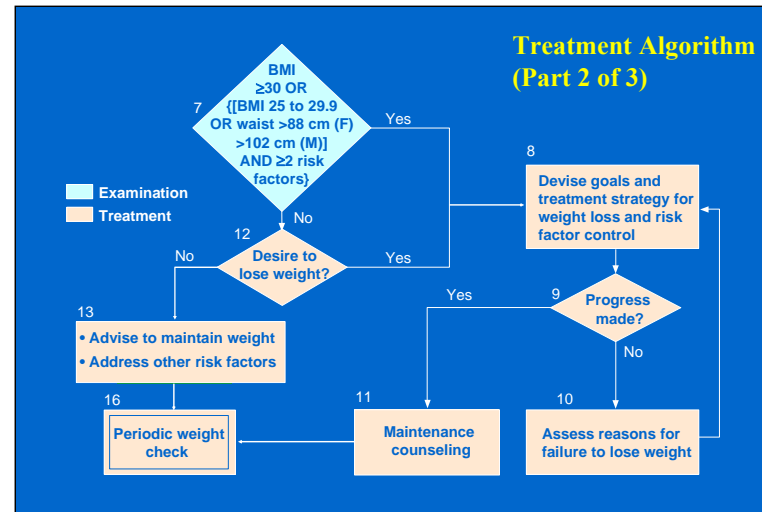 Treatment Algorithm
(Part 2 of 3)
7
BMI
≥30 OR
{[BMI 25 to 29.9
OR waist >88 cm (F)
>102 cm (M)]
AND ≥2 risk
factors}
Yes
No
Examination
Treatment
8
Devise goals and
treatment strategy for
weight loss and risk
factor control
12
Desire to
lose weight?
No
Yes
9
Progress
made?
Yes
No
13
• Advise to maintain weight
• Address other risk factors
16
Periodic weight
check
11
Maintenance
counseling
10
Assess reasons for
failure to lose weight